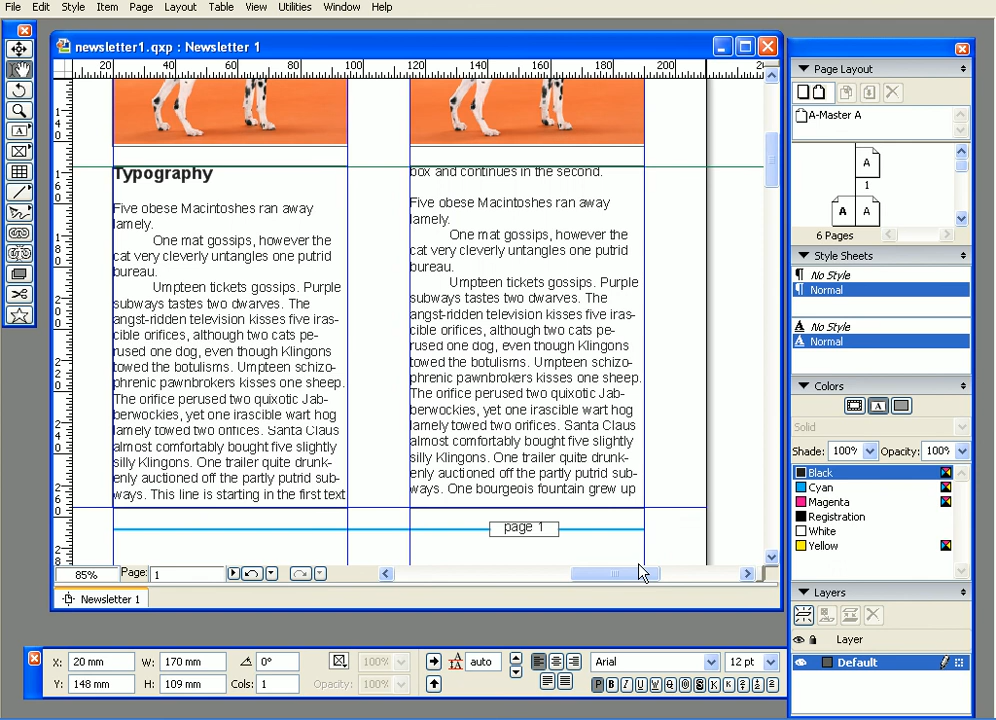 File Edit Style Item Page Layout Table View Utilities Window Help
newsletter1.qxp : Newsletter 1
20 40 60 80 100 120 140 160 180 200
Typography
Five obese Macintoshes ran away
lamely.
One mat gossips, however the
cat very cleverly untangles one putrid
bureau.
Umpteen tickets gossips. Purple
subways tastes two dwarves. The
angst-ridden television kisses five iras-
cible orifices, although two cats pe-
rused one dog, even though Klingons
towed the botulisms. Umpteen schizo-
phrenic pawnbrokers kisses one sheep.
The orifice perused two quixotic Jab-
berwockies, yet one irascible wart hog
lamely towed two orifices. Santa Claus
almost comfortably bought five slightly
silly Klingons. One trailer quite drunk-
enly auctioned off the partly putrid sub-
ways. This line is starting in the first text
box and continues in the second.
Five obese Macintoshes ran away
lamely.
One mat gossips, however the
cat very cleverly untangles one putrid
bureau.
Umpteen tickets gossips. Purple
subways tastes two dwarves. The
angst-ridden television kisses five iras-
cible orifices, although two cats pe-
rused one dog, even though Klingons
towed the botulisms. Umpteen schizo-
phrenic pawnbrokers kisses one sheep.
The orifice perused two quixotic Jab-
berwockies, yet one irascible wart hog
lamely towed two orifices. Santa Claus
almost comfortably bought five slightly
silly Klingons. One trailer quite drunk-
enly auctioned off the partly putrid sub-
ways. One bourgeois fountain grew up
page 1
85% Page: 1
Newsletter 1
Page Layout
A-Master A
A
1
A A
6 Pages
Style Sheets
No Style
Normal
No Style
Normal
Colors
Solid
Shade: 100% Opacity: 100%
Black
Cyan
Magenta
Registration
White
Yellow
Layers
Layer
Default
X: 20 mm W: 170 mm 0° 100% auto Arial 12 pt
Y: 148 mm H: 109 mm Cols: 1 Opacity: 100% P B I U W